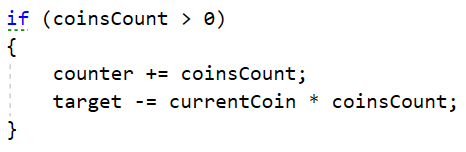 if (coinsCount > 0)
{
    counter += coinsCount;
    target -= currentCoin * coinsCount;
}